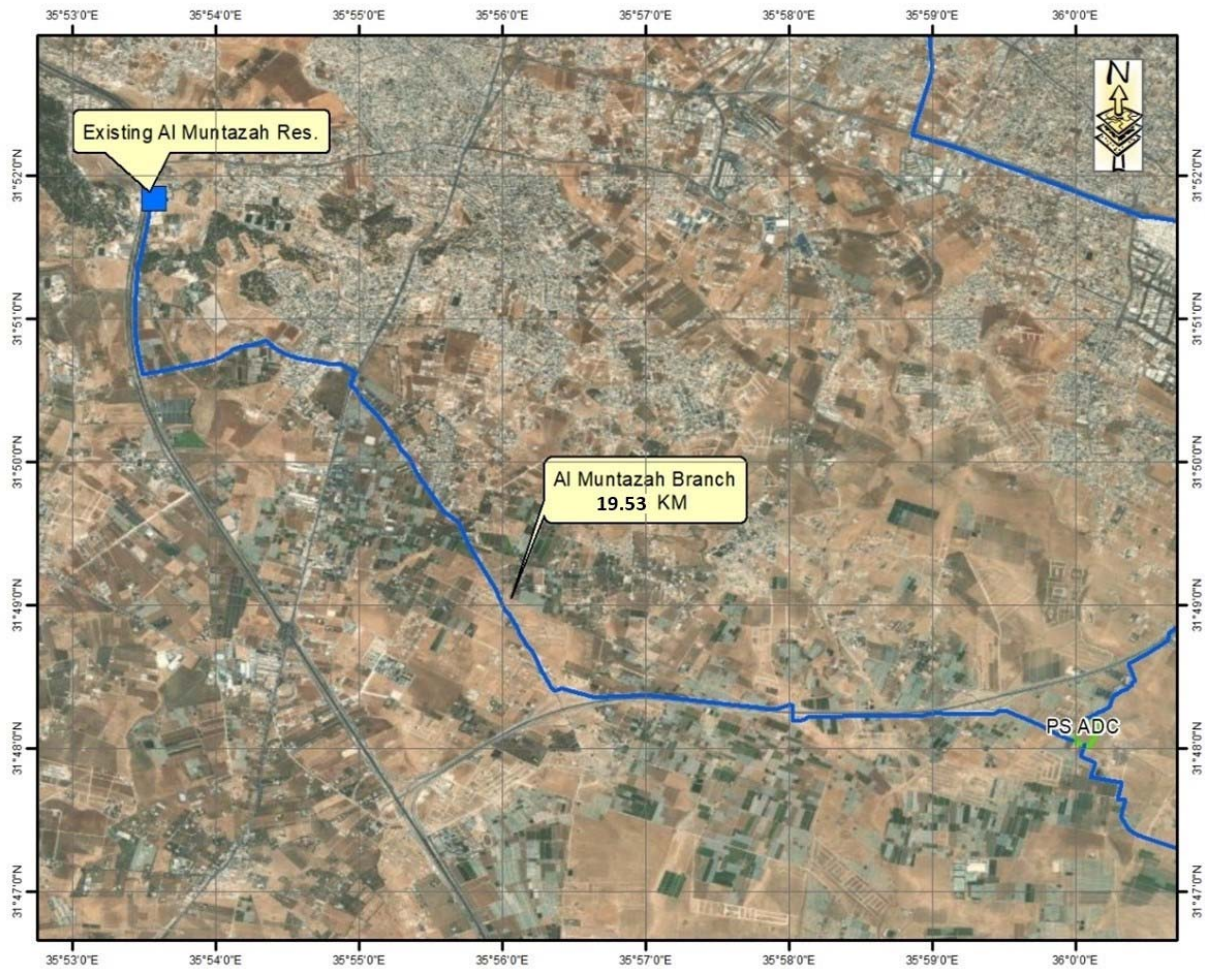 35°53'0"E 35°54'0"E 35°55'0"E 35°56'0"E 35°57'0"E 35°58'0"E 35°59'0"E 36°0'0"E
N
Existing Al Muntazah Res.
31°52'0"N 31°52'0"N
31°51'0"N 31°51'0"N
31°50'0"N 31°50'0"N
Al Muntazah Branch
19.53 KM
31°49'0"N 31°49'0"N
PS ADC
31°48'0"N 31°48'0"N
31°47'0"N 31°47'0"N
35°53'0"E 35°54'0"E 35°55'0"E 35°56'0"E 35°57'0"E 35°58'0"E 35°59'0"E 36°0'0"E